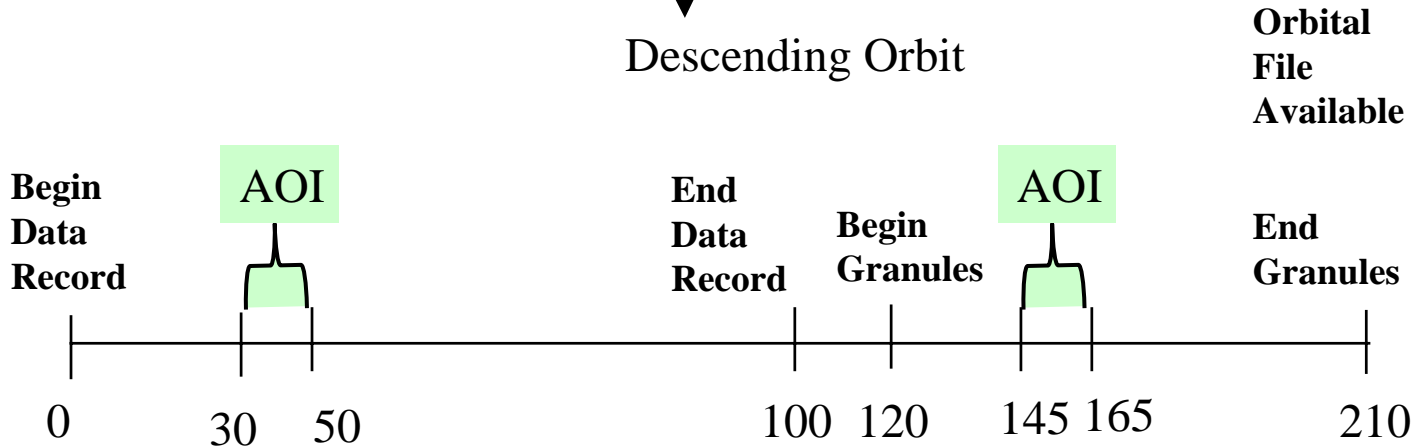 Descending Orbit
Orbital
File
Available
Begin
Data
Record
AOI
End
Data
Record
Begin
Granules
AOI
End
Granules
0 30 50 100 120 145 165 210